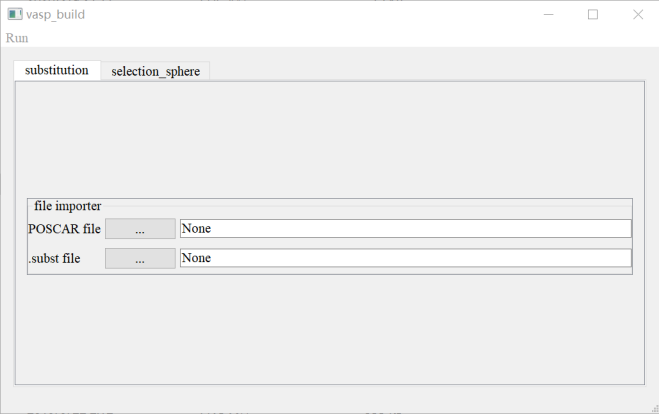 vasp_build
Run
substitution selection_sphere
file importer
POSCAR file ... None
.subst file ... None